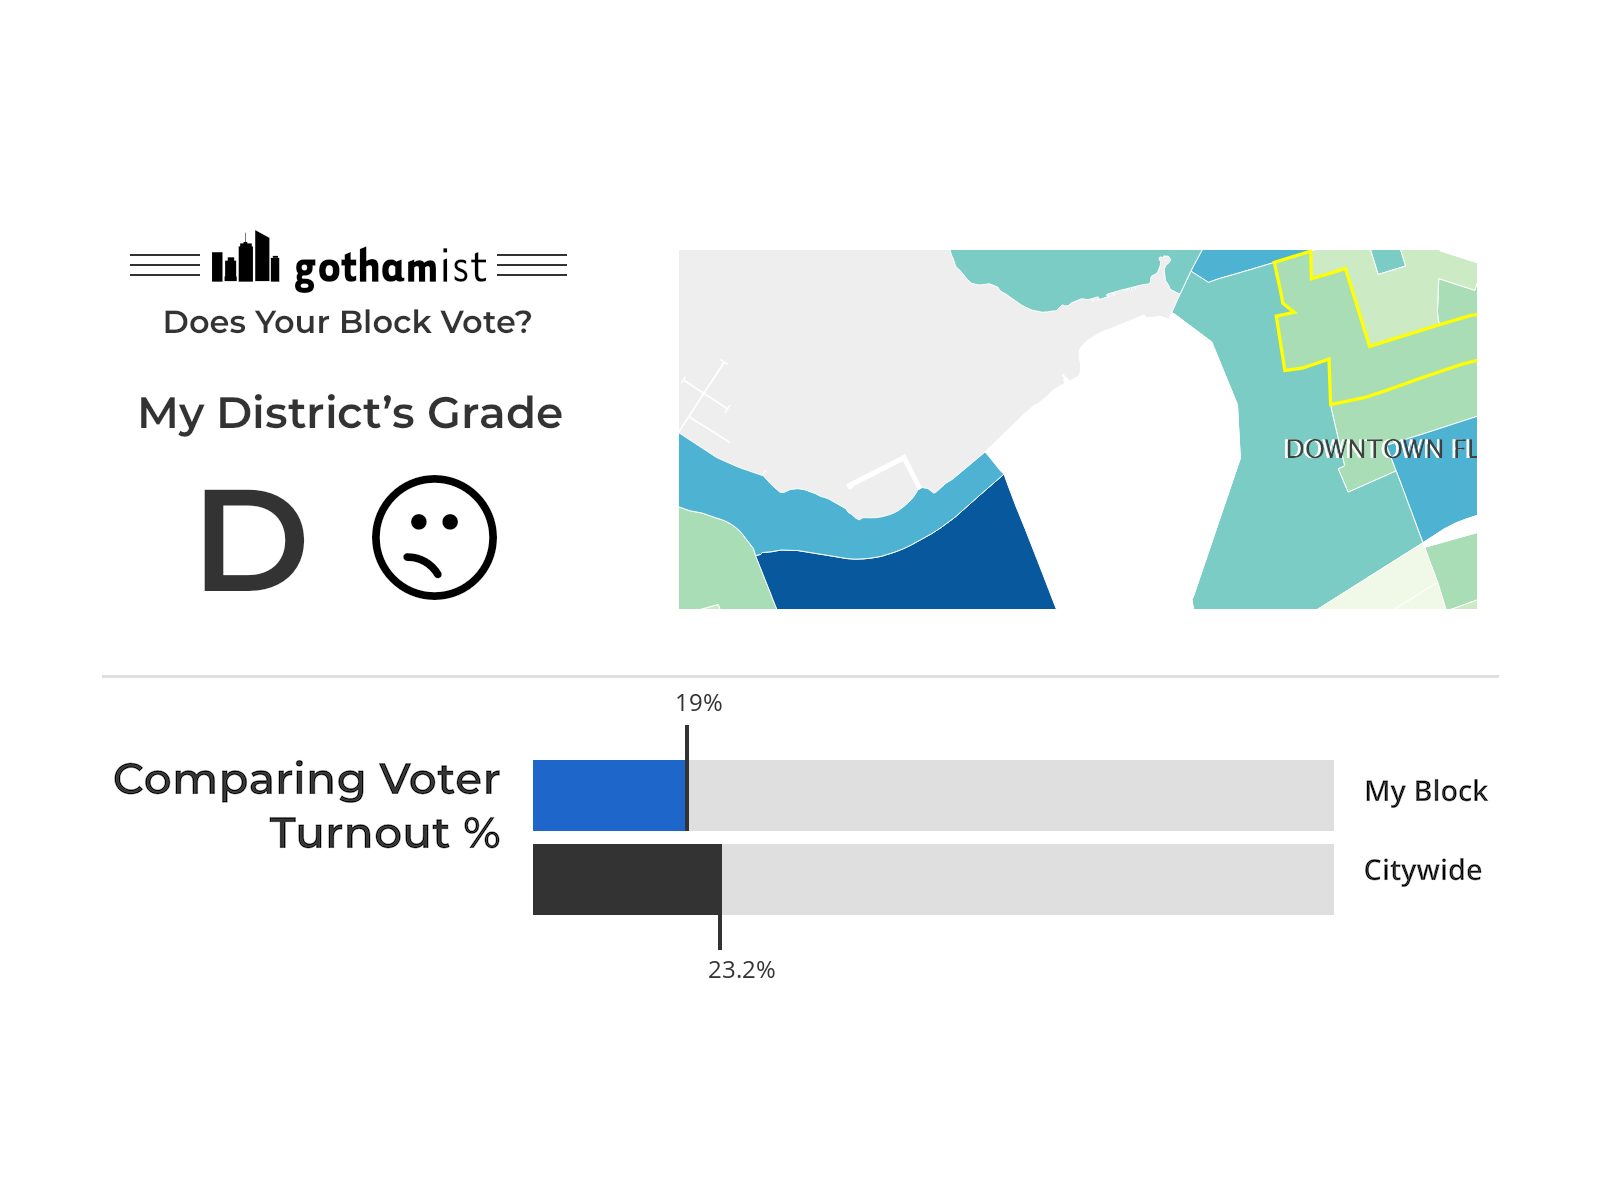 gothamist
Does Your Block Vote?
My District's Grade
D
DOWNTOWN FL
19%
Comparing Voter
Turnout %
My Block
Citywide
23.2%